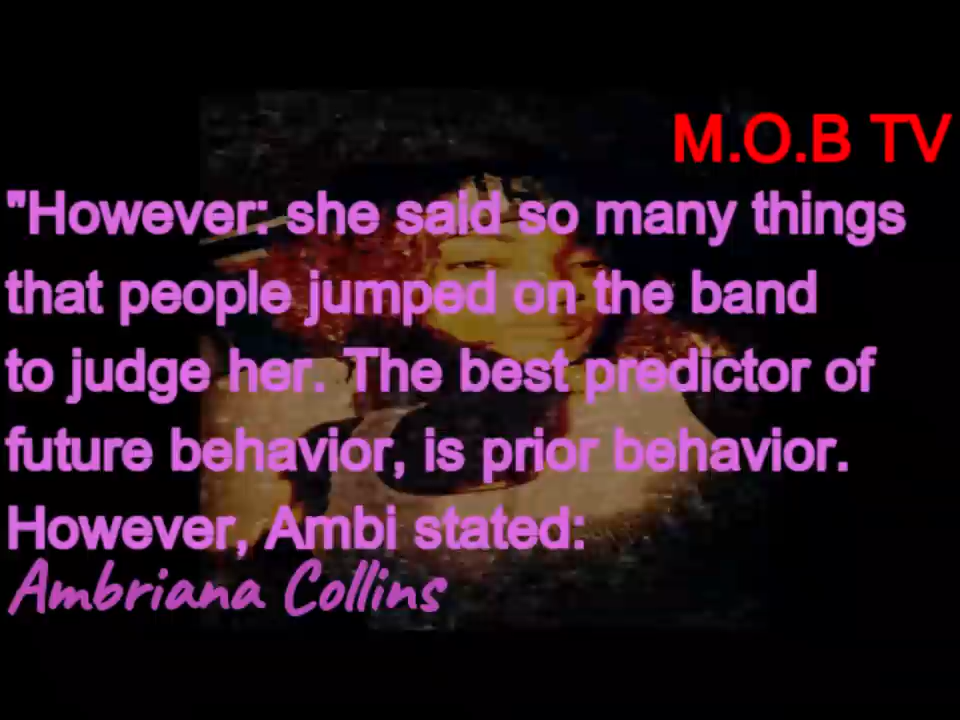 M.O.B TV
"However: she said so many things
that people jumped on the band
to judge her. The best predictor of
future behavior, is prior behavior.
However, Ambi stated:
Ambriana Collins